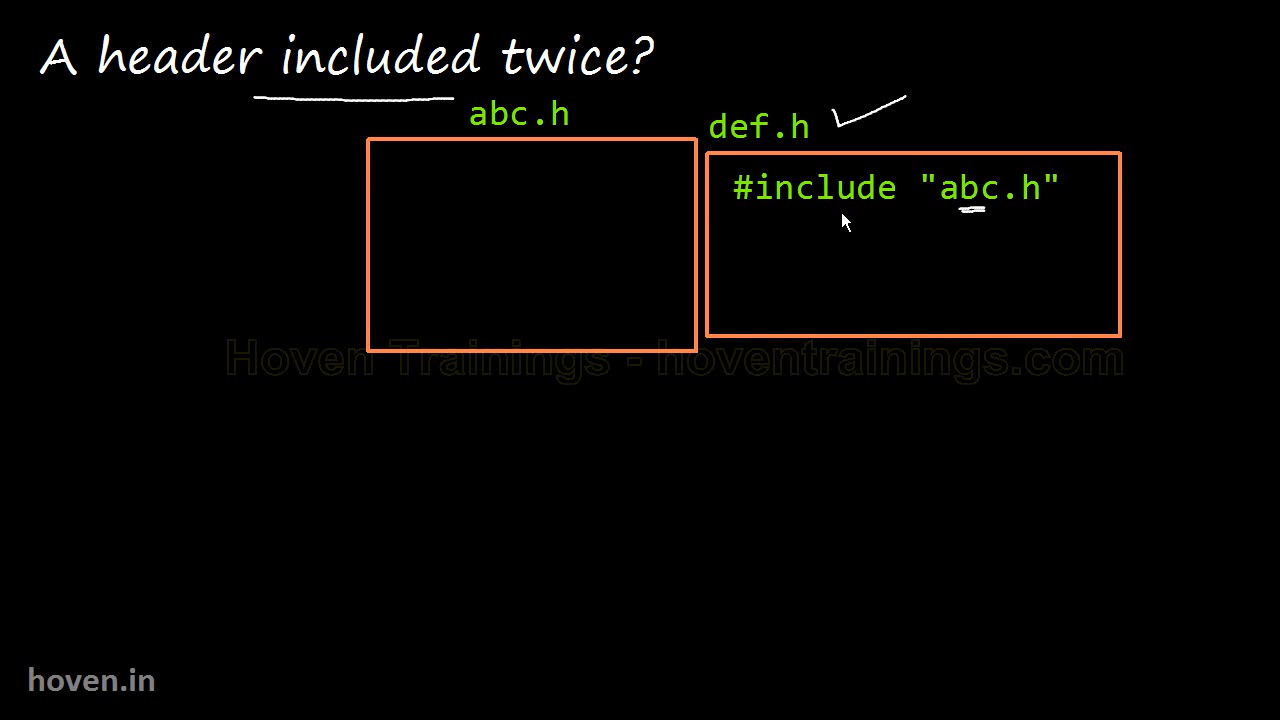 A header included twice?
abc.h
def.h
#include "abc.h"
Hoven Trainings - hoventrainings.com
hoven.in